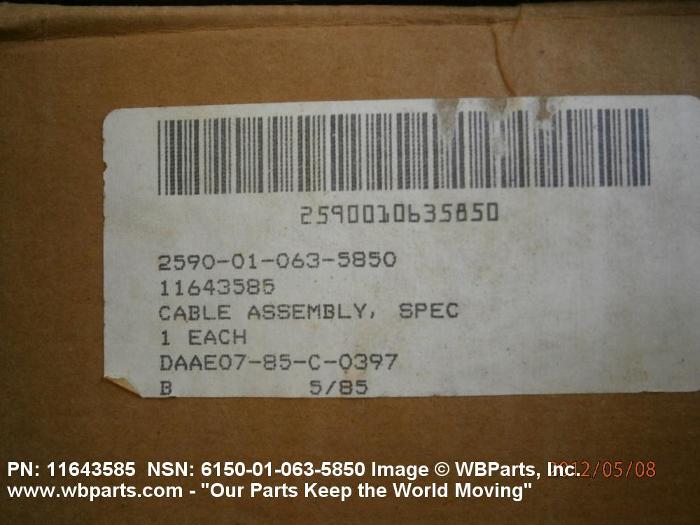 2590010635850
2590-01-063-5850
11643585
CABLE ASSEMBLY, SPEC
1 EACH
DAAE07-85-C-0397
B 5/85
PN: 11643585 NSN: 6150-01-063-5850 Image © WBParts, Inc.
2012/05/08
www.wbparts.com - "Our Parts Keep the World Moving"